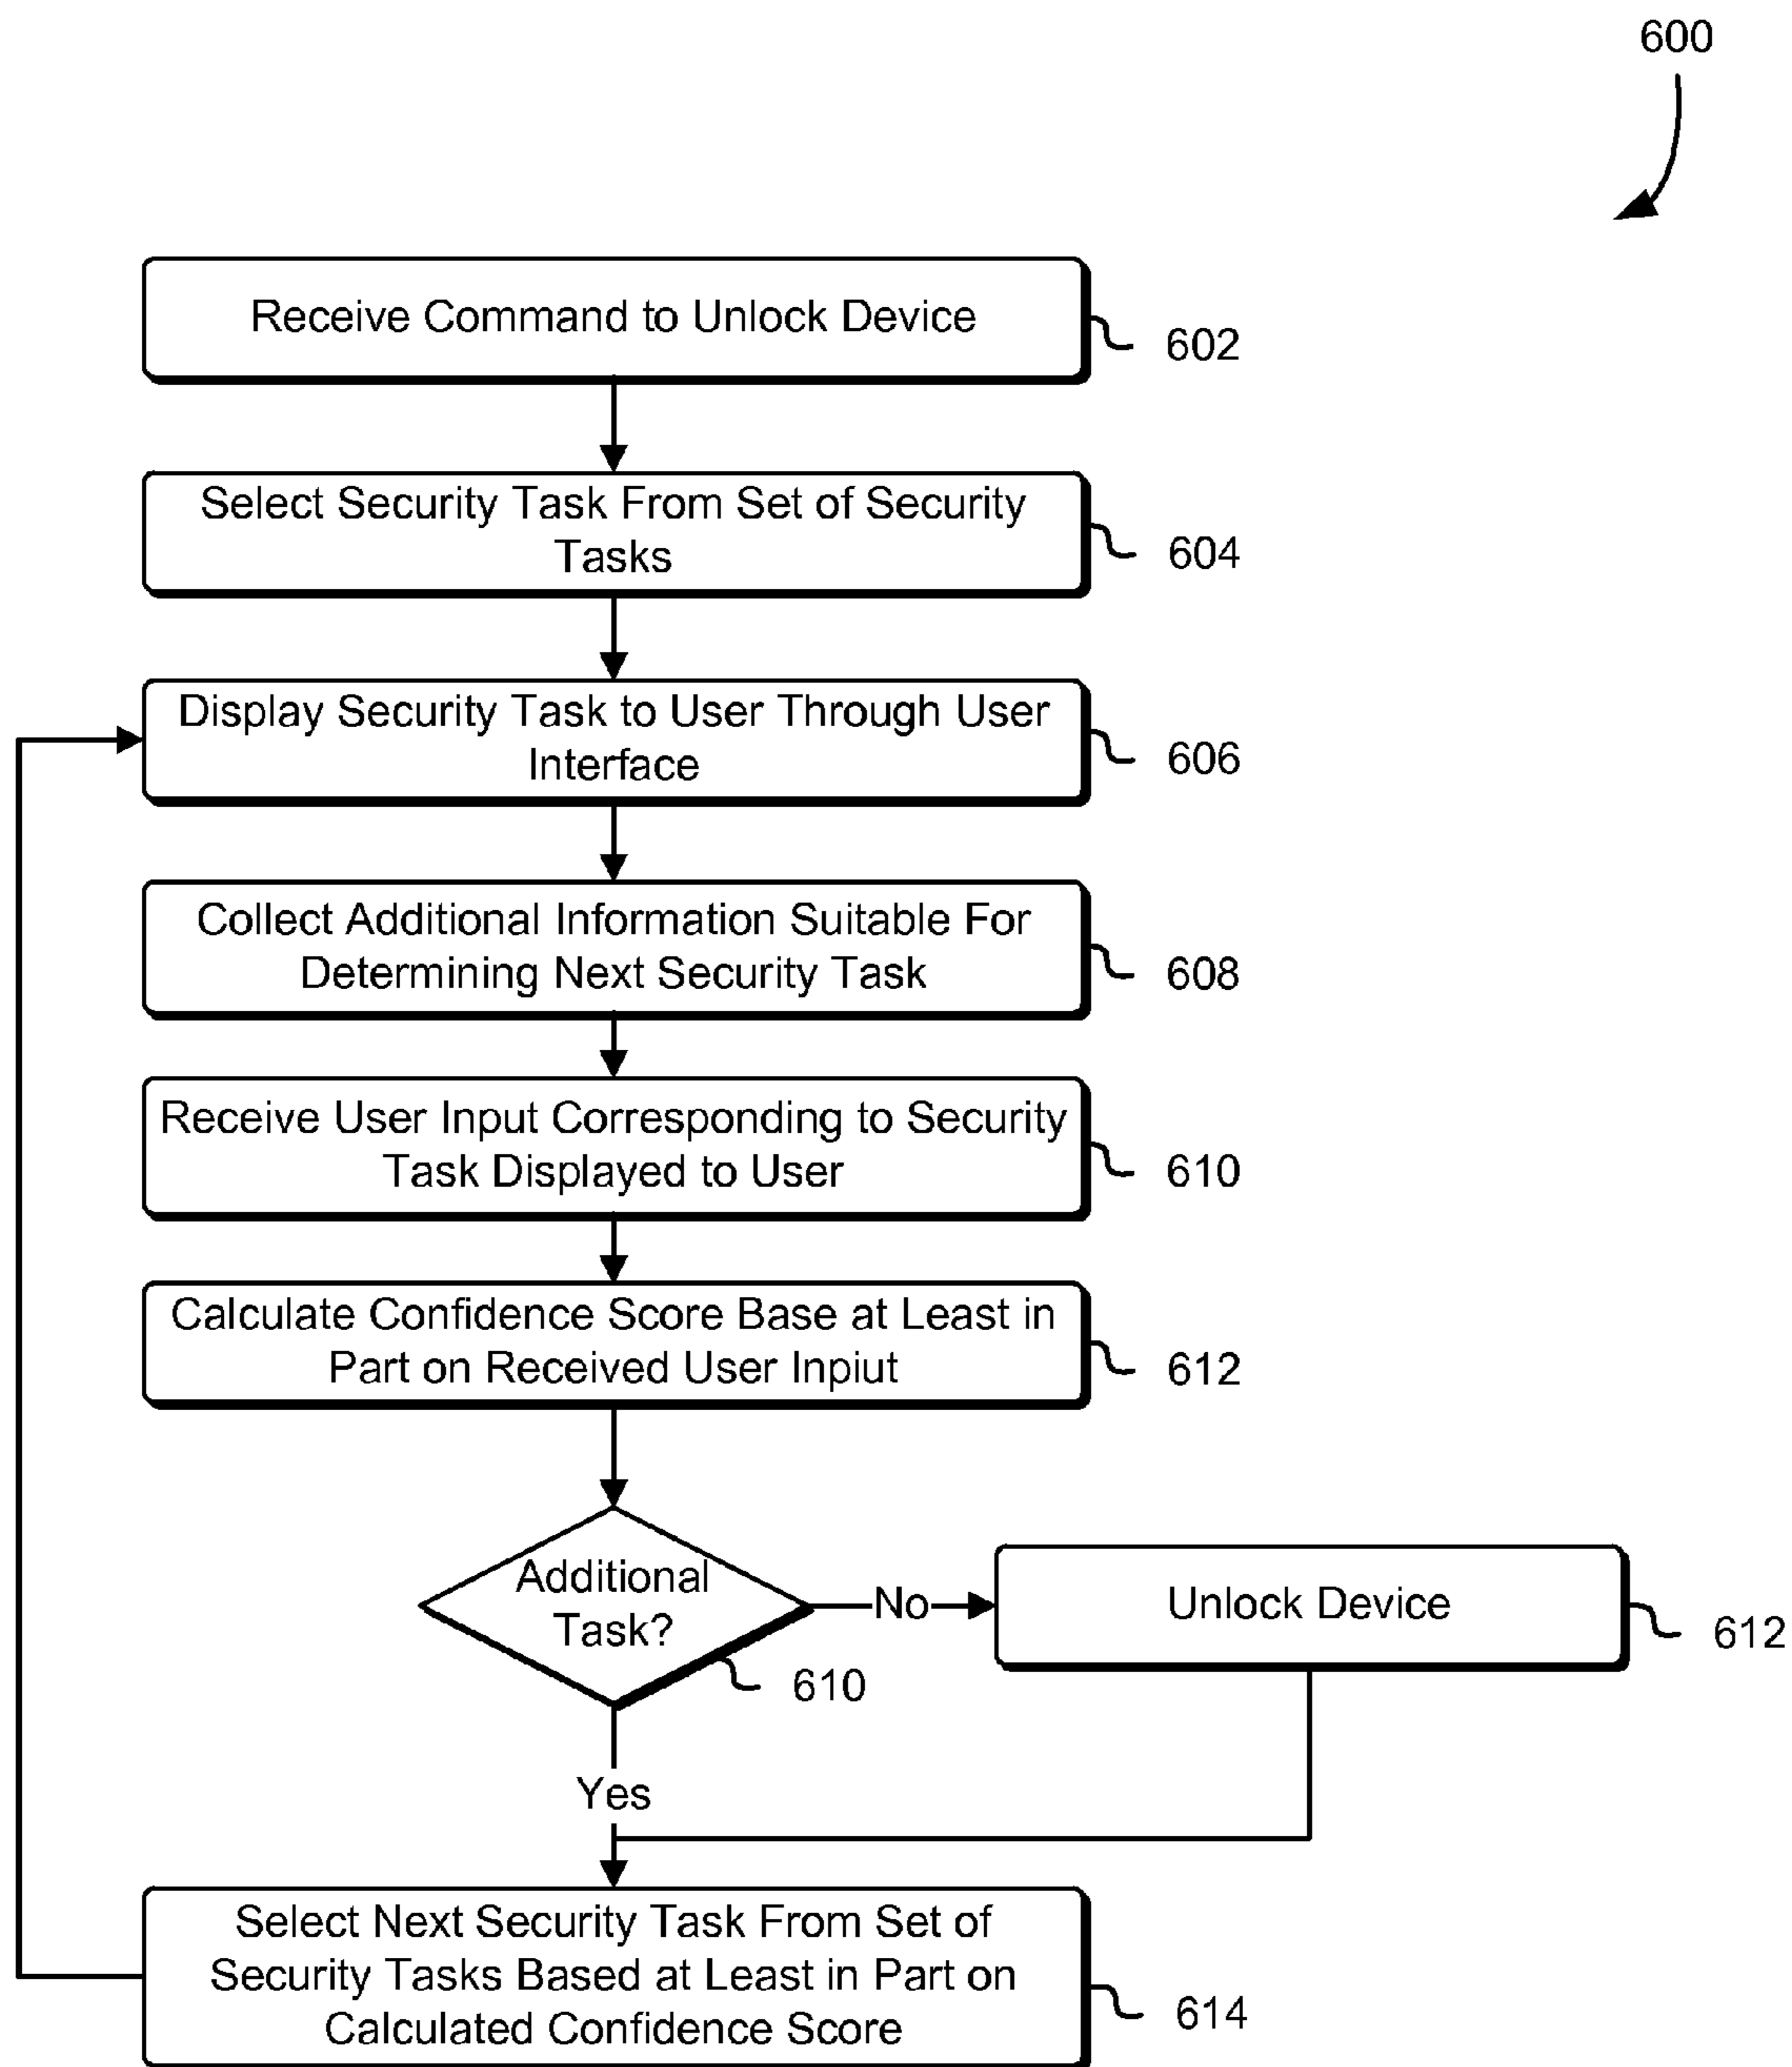 600
Receive Command to Unlock Device
602
Select Security Task From Set of Security
Tasks
604
Display Security Task to User Through User
Interface
606
Collect Additional Information Suitable For
Determining Next Security Task
608
Receive User Input Corresponding to Security
Task Displayed to User
610
Calculate Confidence Score Base at Least in
Part on Received User Inpiut
612
Additional
Task?
610
No
Unlock Device
612
Yes
Select Next Security Task From Set of
Security Tasks Based at Least in Part on
Calculated Confidence Score
614